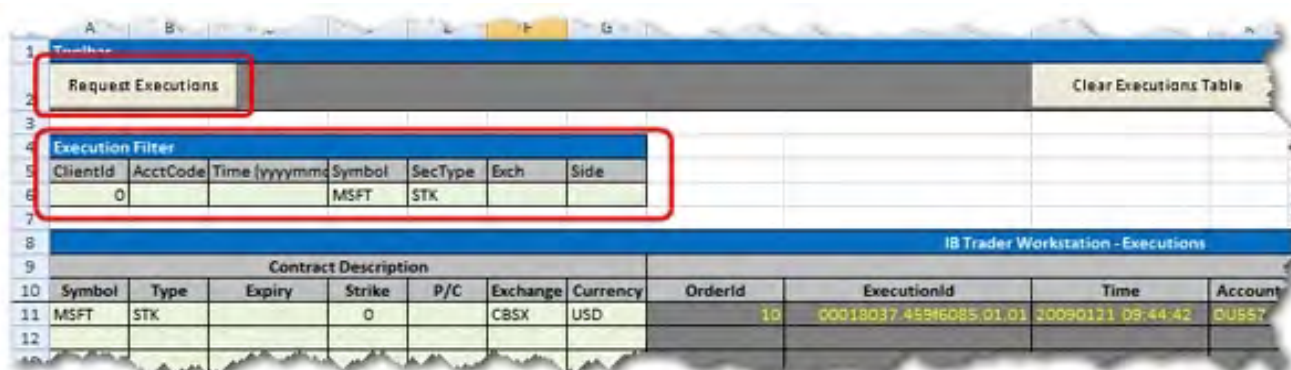 A B F G
1 Toolbar
2 Request Executions Clear Executions Table
3
4 Execution Filter
5 ClientId AcctCode Time (yyyymmd Symbol SecType Exch Side
6 0 MSFT STK
7
8 IB Trader Workstation - Executions
9 Contract Description
10 Symbol Type Expiry Strike P/C Exchange Currency OrderId ExecutionId Time Account
11 MSFT STK 0 CBSX USD 10 00018037.459f6085.01.01 20090121 09:44:42 DU557
12